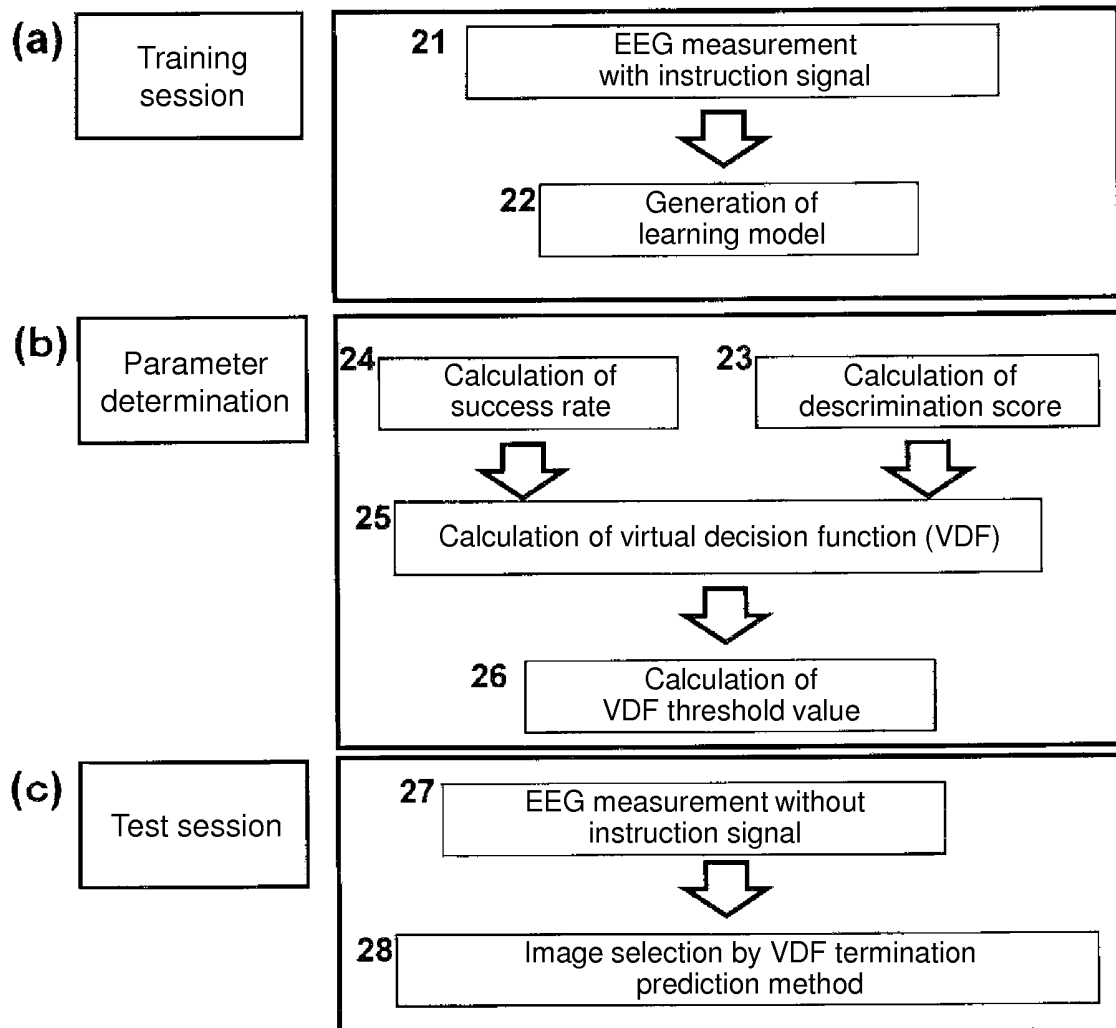 (a)
Training
session
21
EEG measurement
with instruction signal
22
Generation of
learning model
(b)
Parameter
determination
24
Calculation of
success rate
23
Calculation of
descrimination score
25
Calculation of virtual decision function (VDF)
26
Calculation of
VDF threshold value
(c)
Test session
27
EEG measurement without
instruction signal
28
Image selection by VDF termination
prediction method